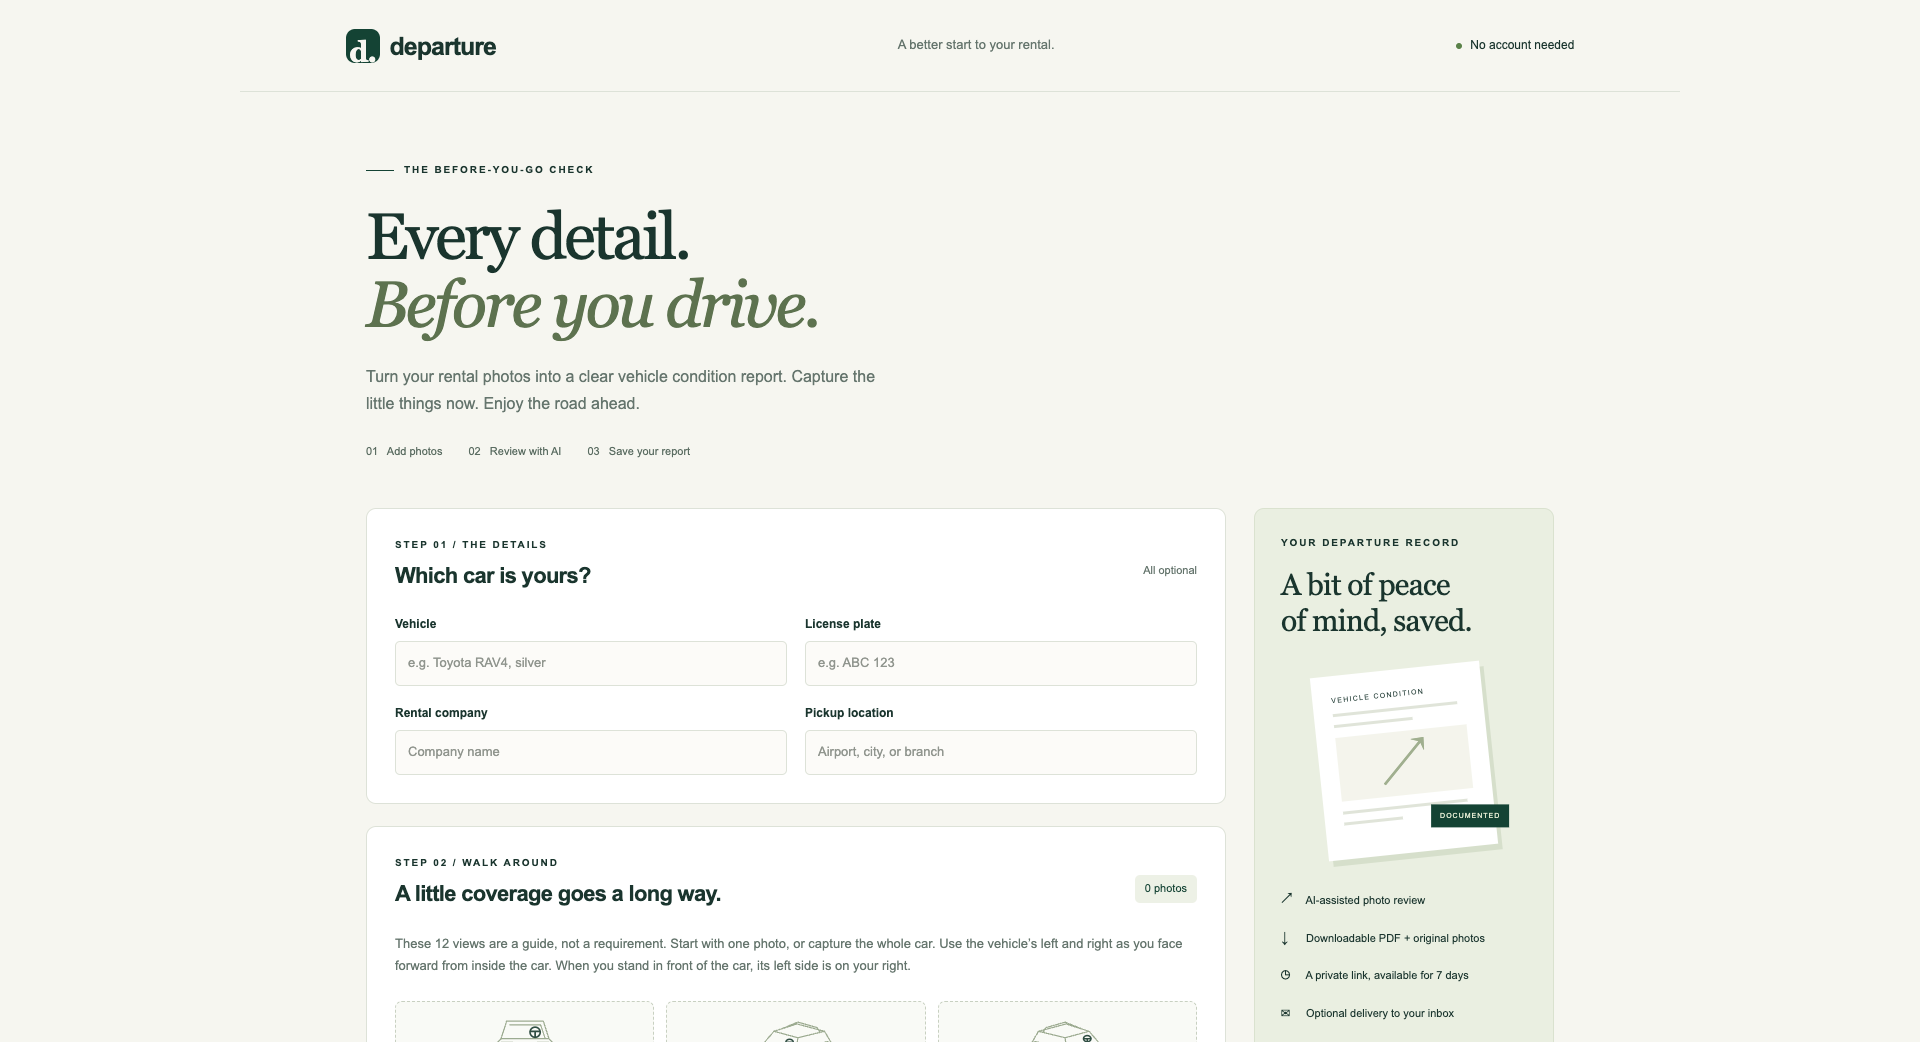 d. departure
A better start to your rental.
No account needed
THE BEFORE-YOU-GO CHECK
Every detail.
Before you drive.
Turn your rental photos into a clear vehicle condition report. Capture the
little things now. Enjoy the road ahead.
01 Add photos 02 Review with AI 03 Save your report
STEP 01 / THE DETAILS
Which car is yours?
All optional
Vehicle
e.g. Toyota RAV4, silver
License plate
e.g. ABC 123
Rental company
Company name
Pickup location
Airport, city, or branch
STEP 02 / WALK AROUND
A little coverage goes a long way.
0 photos
These 12 views are a guide, not a requirement. Start with one photo, or capture the whole car. Use the vehicle’s left and right as you face
forward from inside the car. When you stand in front of the car, its left side is on your right.
YOUR DEPARTURE RECORD
A bit of peace
of mind, saved.
VEHICLE CONDITION
DOCUMENTED
AI-assisted photo review
Downloadable PDF + original photos
A private link, available for 7 days
Optional delivery to your inbox